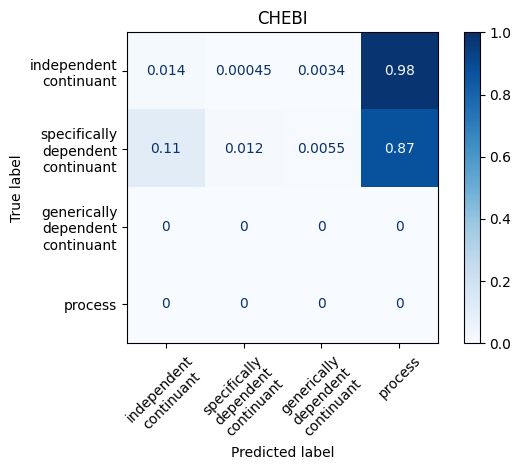 CHEBI
True label
independent
continuant
0.014 0.00045 0.0034 0.98
specifically
dependent
continuant
0.11 0.012 0.0055 0.87
generically
dependent
continuant
0 0 0 0
process
0 0 0 0
independent
continuant
specifically
dependent
continuant
generically
dependent
continuant
process
Predicted label
1.0
0.8
0.6
0.4
0.2
0.0